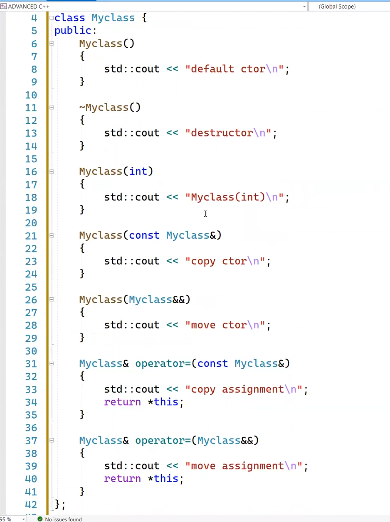 ADVANCED C++
(Global Scope)
4 class Myclass {
5 public:
6 Myclass()
7 {
8 std::cout << "default ctor\n";
9 }
10
11 ~Myclass()
12 {
13 std::cout << "destructor\n";
14 }
15
16 Myclass(int)
17 {
18 std::cout << "Myclass(int)\n";
19 }
20
21 Myclass(const Myclass&)
22 {
23 std::cout << "copy ctor\n";
24 }
25
26 Myclass(Myclass&&)
27 {
28 std::cout << "move ctor\n";
29 }
30
31 Myclass& operator=(const Myclass&)
32 {
33 std::cout << "copy assignment\n";
34 return *this;
35 }
36
37 Myclass& operator=(Myclass&&)
38 {
39 std::cout << "move assignment\n";
40 return *this;
41 }
42 };
95 %
No issues found